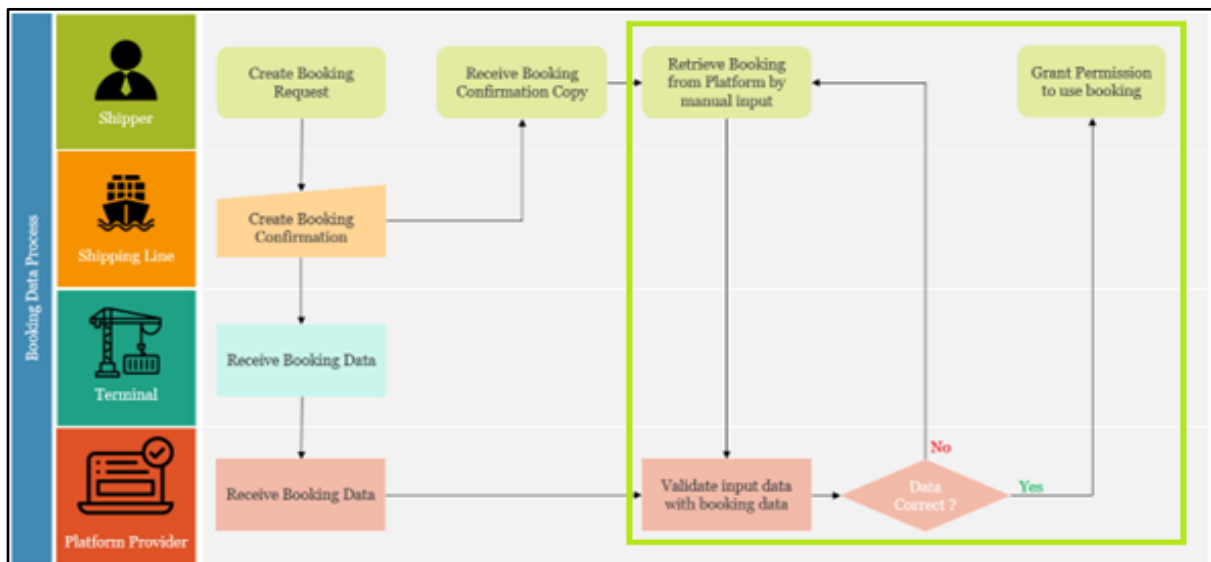 Booking Data Process
Shipper
Create Booking
Request
Receive Booking
Confirmation Copy
Retrieve Booking
from Platform by
manual input
Grant Permission
to use booking
Shipping Line
Create Booking
Confirmation
Terminal
Receive Booking Data
Platform Provider
Receive Booking Data
Validate input data
with booking data
Data
Correct ?
No
Yes